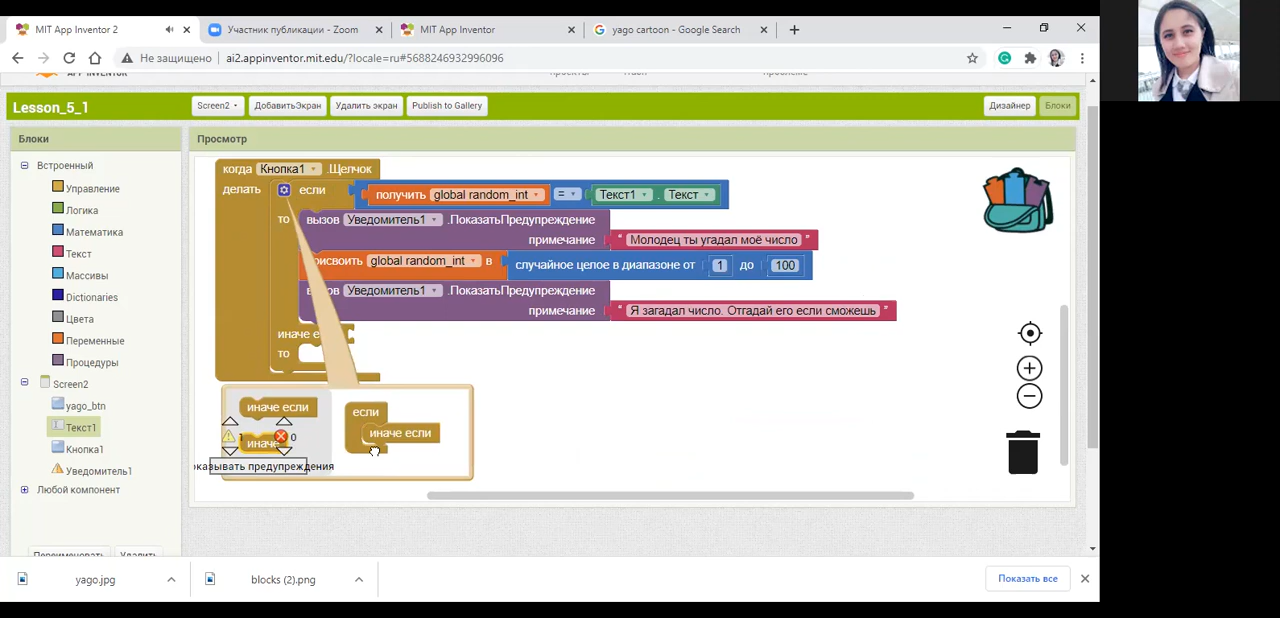 MIT App Inventor 2
Участник публикации - Zoom
MIT App Inventor
yago cartoon - Google Search
Не защищено
ai2.appinventor.mit.edu/?locale=ru#5688246932996096
Lesson_5_1
Screen2
ДобавитьЭкран
Удалить экран
Publish to Gallery
Дизайнер
Блоки
Блоки
Просмотр
Встроенный
Управление
Логика
Математика
Текст
Массивы
Dictionaries
Цвета
Переменные
Процедуры
Screen2
yago_btn
Текст1
Кнопка1
Уведомитель1
Любой компонент
Переименовать
Удалить
когда Кнопка1 .Щелчок
делать
если
получить global random_int = Текст1 . Текст
то
вызов Уведомитель1 .ПоказатьПредупреждение
примечание " Молодец ты угадал моё число "
global random_int в
случайное целое в диапазоне от 1 до 100
Уведомитель1 .ПоказатьПредупреждение
примечание " Я загадал число. Отгадай его если сможешь "
иначе
то
иначе если
иначе
если
иначе если
0
yago.jpg
blocks (2).png
Показать все